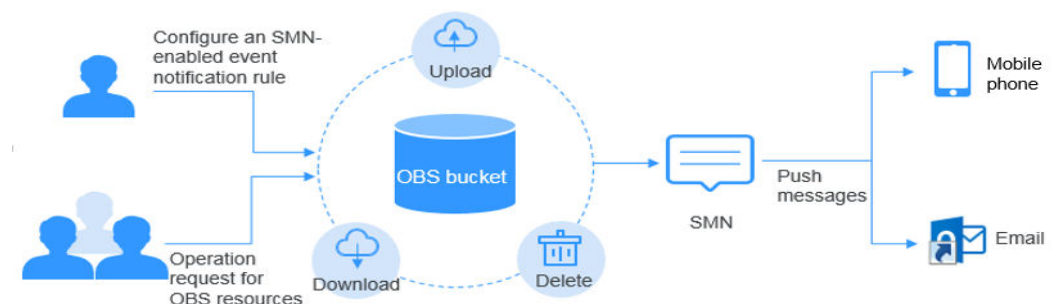 Configure an SMN-
enabled event
notification rule
Upload
OBS bucket
Download
Delete
Operation
request for
OBS resources
SMN
Push
messages
Mobile
phone
Email